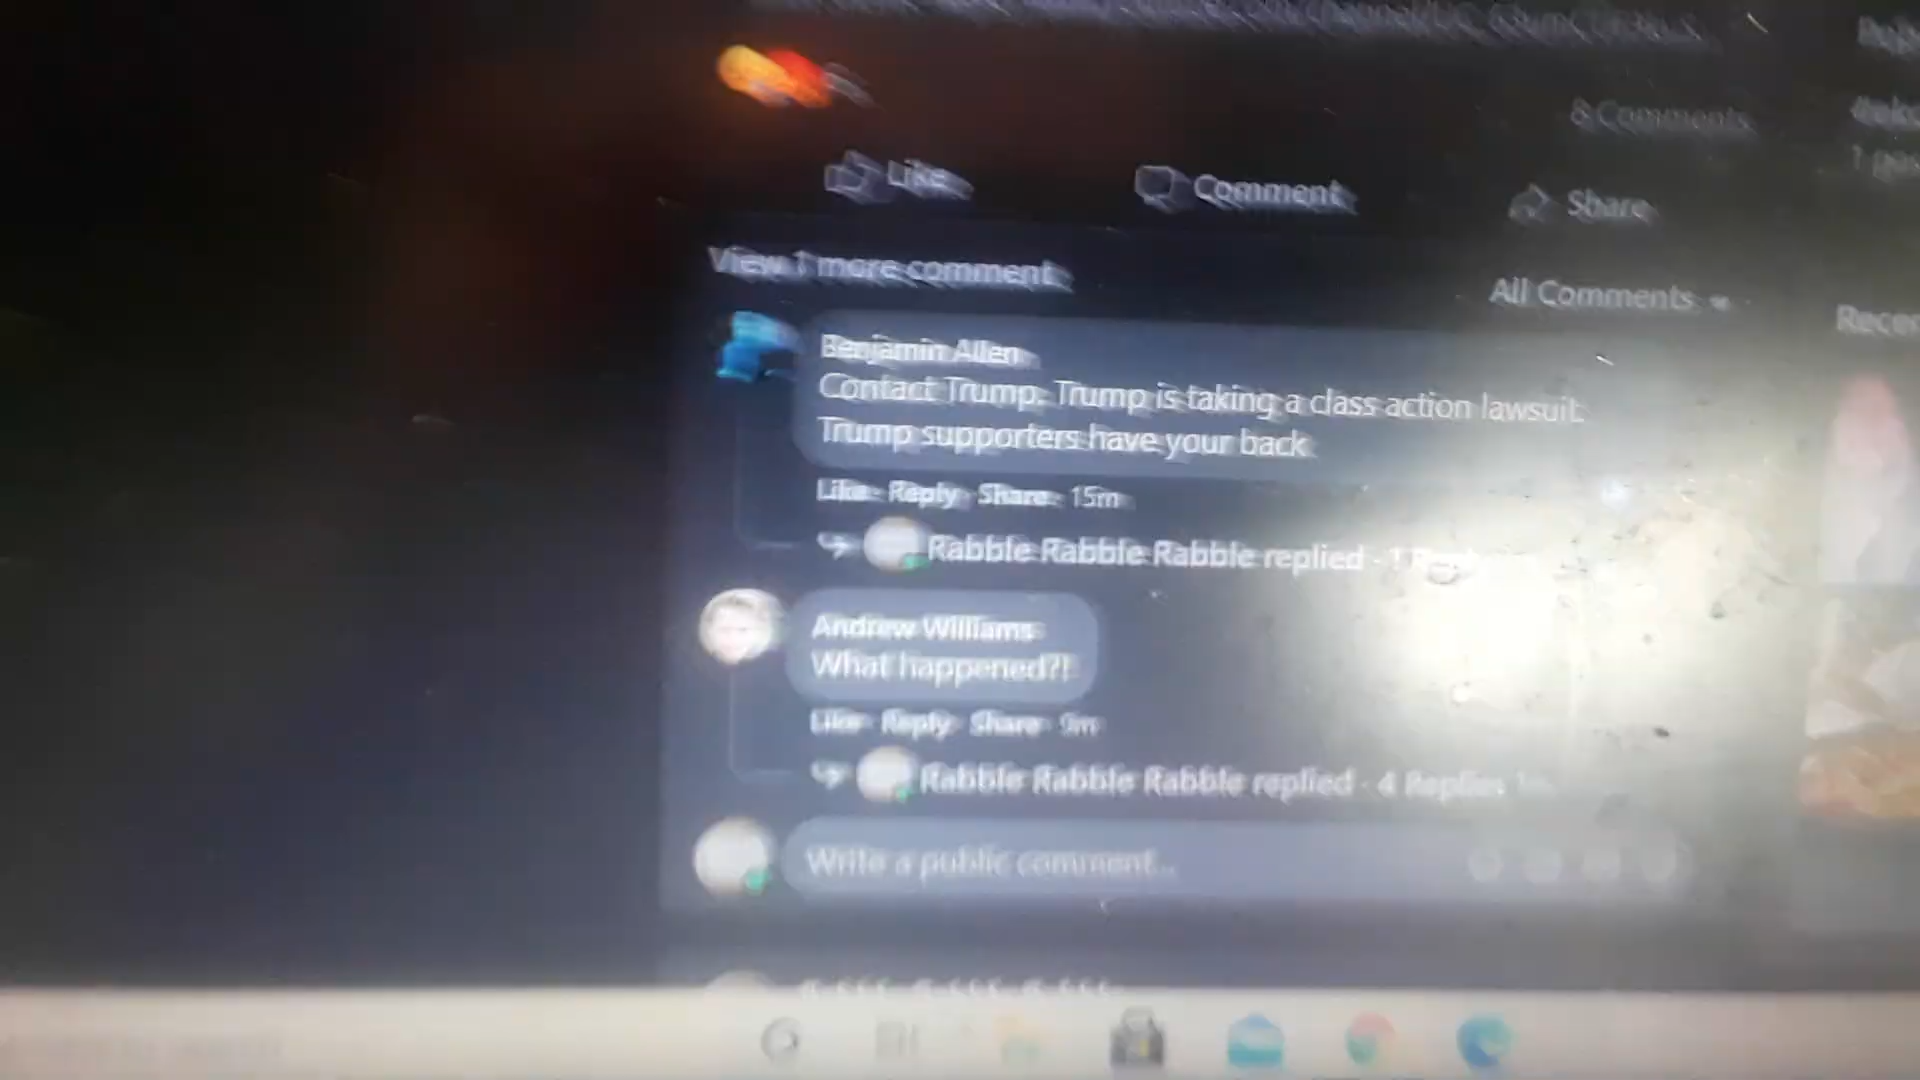 8 Comments
Like
Comment
Share
View 1 more comment
All Comments
Benjamin Allen
Contact Trump. Trump is taking a class action lawsuit.
Trump supporters have your back
Like · Reply · Share · 15m
Rabble Rabble Rabble replied · 1
Andrew Williams
What happened?!
Like · Reply · Share · 9m
Rabble Rabble Rabble replied · 4 Replies
Write a public comment...